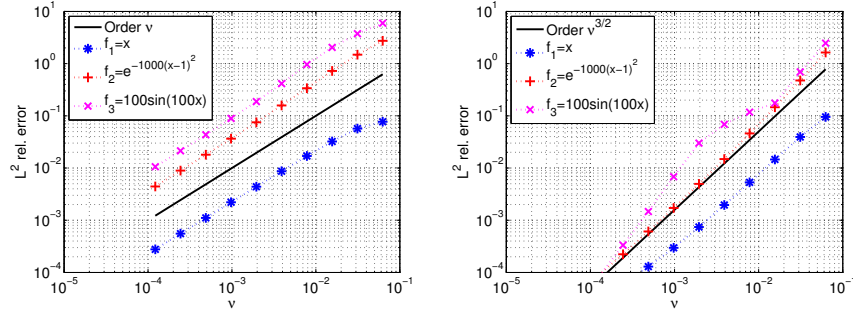 10^1
10^0
10^-1
10^-2
10^-3
10^-4
L^2 rel. error
Order ν
f_1=x
f_2=e^-1000(x-1)^2
f_3=100sin(100x)
10^-5
10^-4
10^-3
10^-2
10^-1
ν
10^1
10^0
10^-1
10^-2
10^-3
10^-4
L^2 rel. error
Order ν^3/2
f_1=x
f_2=e^-1000(x-1)^2
f_3=100sin(100x)
10^-5
10^-4
10^-3
10^-2
10^-1
ν